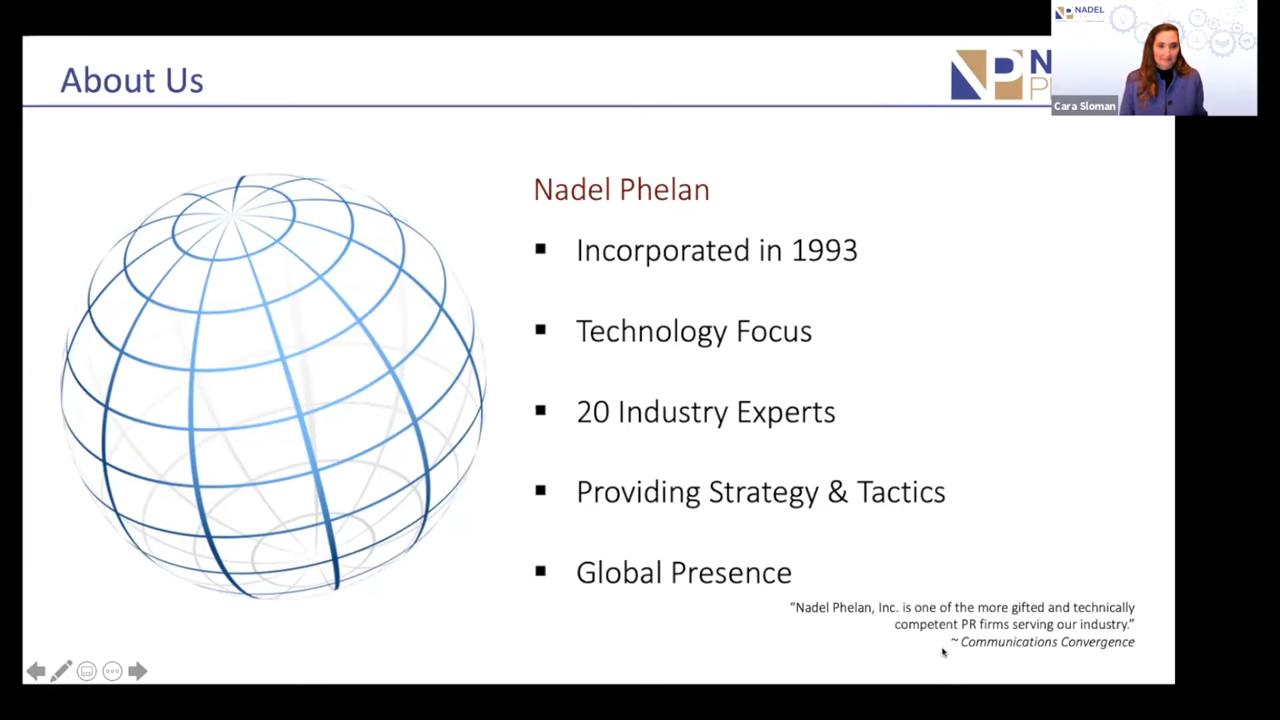 About Us
NP
N
P
NADEL
Cara Sloman
Nadel Phelan
▪ Incorporated in 1993
▪ Technology Focus
▪ 20 Industry Experts
▪ Providing Strategy & Tactics
▪ Global Presence
“Nadel Phelan, Inc. is one of the more gifted and technically
competent PR firms serving our industry.”
~ Communications Convergence